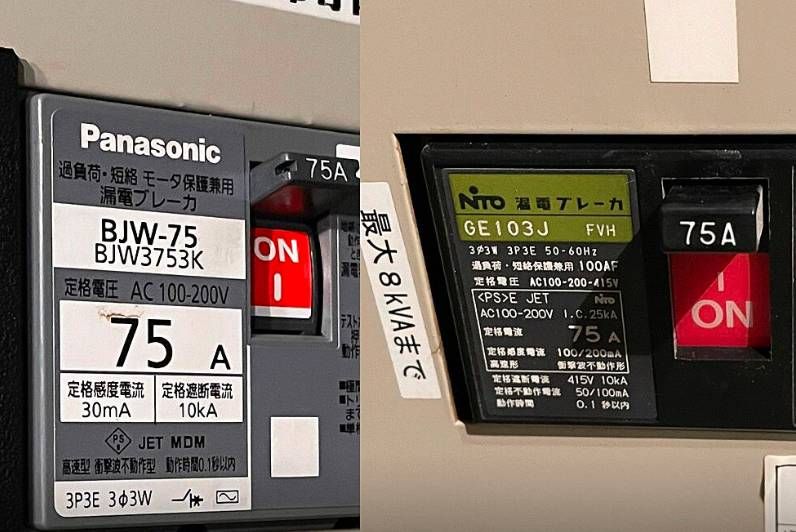 Panasonic
過負荷・短絡 モータ保護兼用
漏電ブレーカ
BJW-75
BJW3753K
定格電圧 AC 100-200V
75 A
定格感度電流 定格遮断電流
30mA 10kA
PS E JET MDM
高速型 衝撃波不動作型 動作時間0.1秒以内
3P3E 3φ3W
75A
ON
I
最大8kVAまで
NITO 漏電ブレーカ
GE103J FVH
3φ3W 3P3E 50-60Hz
過負荷・短絡保護兼用 100AF
定格電圧 AC100-200-415V
<PS>E JET NITO
AC100-200V I.C.25kA
定格電流 75A
定格感度電流 100/200mA
高速形 衝撃波不動作形
定格遮断電流 415V 10kA
定格不動作電流 50/100mA
動作時間 0.1秒以内
75A
I
ON